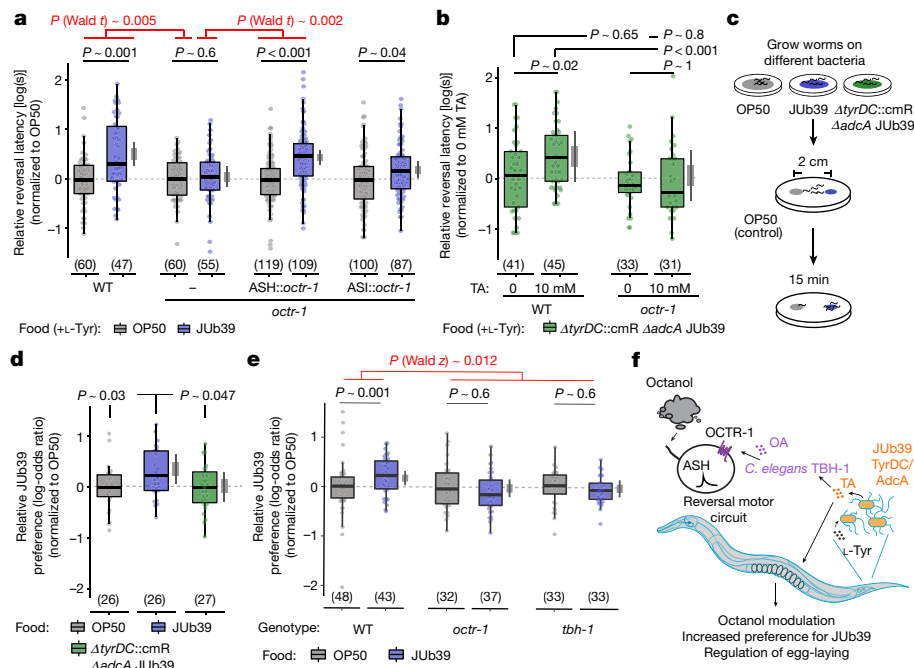 a
P (Wald t) ~ 0.005
P (Wald t) ~ 0.002
P ~ 0.001
P ~ 0.6
P < 0.001
P ~ 0.04
Relative reversal latency [log(s)]
(normalized to OP50)
2
1
0
−1
(60)
(47)
(60)
(55)
(119)
(109)
(100)
(87)
WT
–
ASH::octr-1
ASI::octr-1
octr-1
Food (+L-Tyr):
OP50
JUb39
b
P ~ 0.65
P ~ 0.8
P < 0.001
P ~ 0.02
P ~ 1
Relative reversal latency [log(s)]
(normalized to 0 mM TA)
2
1
0
−1
(41)
(45)
(33)
(31)
TA:
0
10 mM
0
10 mM
WT
octr-1
Food (+L-Tyr):
ΔtyrDC::cmR ΔadcA JUb39
c
Grow worms on
different bacteria
OP50
JUb39
ΔtyrDC::cmR
ΔadcA JUb39
2 cm
OP50
(control)
15 min
d
P ~ 0.03
P ~ 0.047
Relative JUb39
preference (log-odds ratio)
(normalized to OP50)
2
1
0
−1
−2
(26)
(26)
(27)
Food:
OP50
JUb39
ΔtyrDC::cmR
ΔadcA JUb39
e
P (Wald z) ~ 0.012
P ~ 0.001
P ~ 0.6
P ~ 0.6
Relative JUb39
preference (log-odds ratio)
(normalized to OP50)
2
1
0
−1
−2
(48)
(43)
(32)
(37)
(33)
(33)
Genotype:
WT
octr-1
tbh-1
Food:
OP50
JUb39
f
Octanol
OCTR-1
OA
ASH
C. elegans TBH-1
JUb39
TyrDC/
AdcA
TA
Reversal motor
circuit
L-Tyr
Octanol modulation
Increased preference for JUb39
Regulation of egg-laying